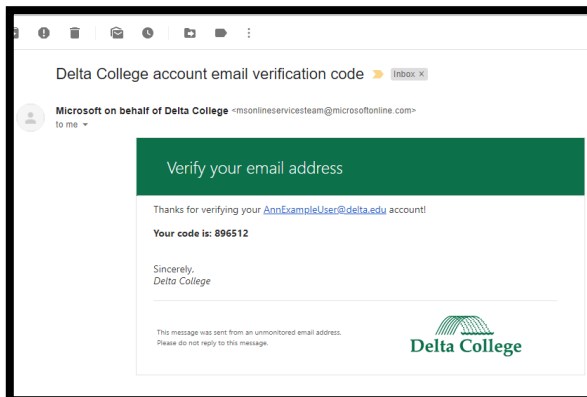 Delta College account email verification code Inbox x
Microsoft on behalf of Delta College <msonlineservicesteam@microsoftonline.com>
to me
Verify your email address
Thanks for verifying your AnnExampleUser@delta.edu account!
Your code is: 896512
Sincerely,
Delta College
This message was sent from an unmonitored email address.
Please do not reply to this message.
Delta College